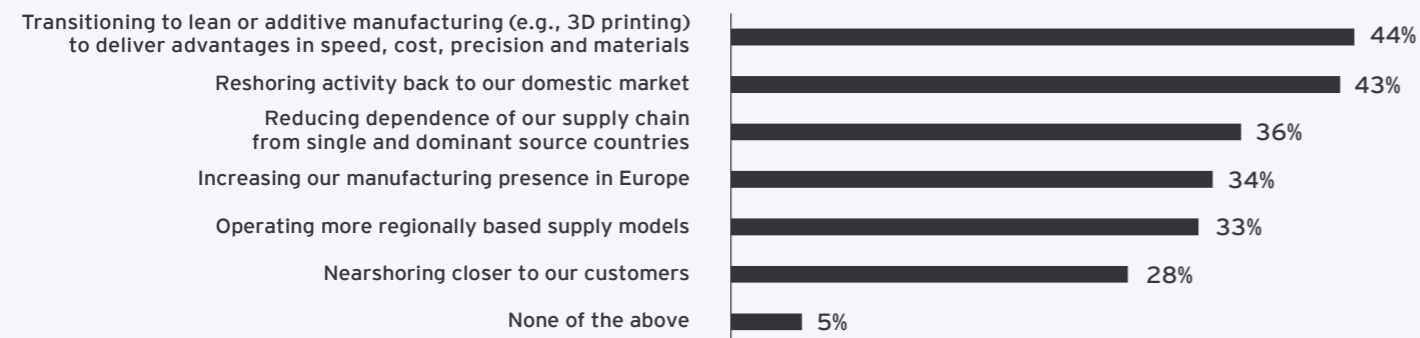 Transitioning to lean or additive manufacturing (e.g., 3D printing)
to deliver advantages in speed, cost, precision and materials
44%
Reshoring activity back to our domestic market
43%
Reducing dependence of our supply chain
from single and dominant source countries
36%
Increasing our manufacturing presence in Europe
34%
Operating more regionally based supply models
33%
Nearshoring closer to our customers
28%
None of the above
5%